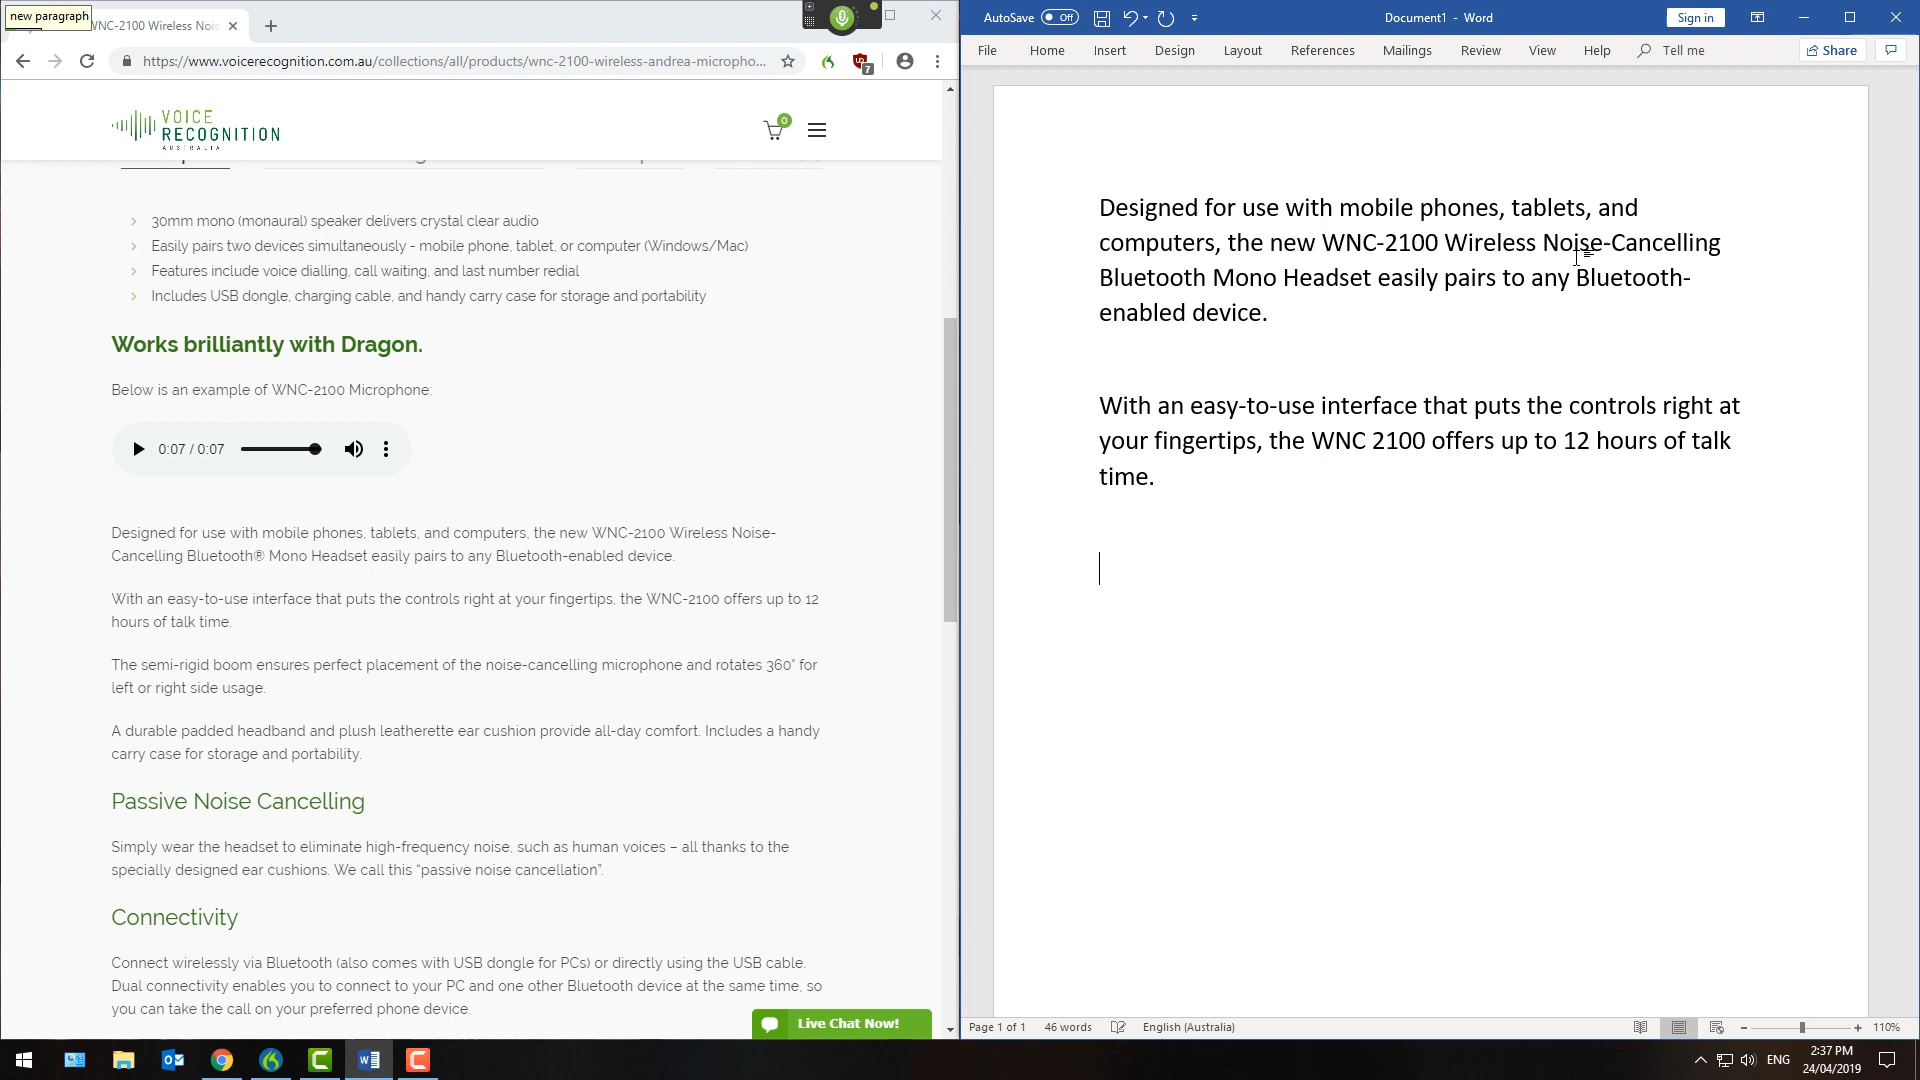 new paragraph
WNC-2100 Wireless Nois
https://www.voicerecognition.com.au/collections/all/products/wnc-2100-wireless-andrea-micropho...
7
VOICE
RECOGNITION
AUSTRALIA
0
30mm mono (monaural) speaker delivers crystal clear audio
Easily pairs two devices simultaneously - mobile phone, tablet, or computer (Windows/Mac)
Features include voice dialling, call waiting, and last number redial
Includes USB dongle, charging cable, and handy carry case for storage and portability
Works brilliantly with Dragon.
Below is an example of WNC-2100 Microphone:
0:07 / 0:07
Designed for use with mobile phones, tablets, and computers, the new WNC-2100 Wireless Noise-
Cancelling Bluetooth® Mono Headset easily pairs to any Bluetooth-enabled device.
With an easy-to-use interface that puts the controls right at your fingertips, the WNC-2100 offers up to 12
hours of talk time.
The semi-rigid boom ensures perfect placement of the noise-cancelling microphone and rotates 360° for
left or right side usage.
A durable padded headband and plush leatherette ear cushion provide all-day comfort. Includes a handy
carry case for storage and portability.
Passive Noise Cancelling
Simply wear the headset to eliminate high-frequency noise, such as human voices – all thanks to the
specially designed ear cushions. We call this “passive noise cancellation”.
Connectivity
Connect wirelessly via Bluetooth (also comes with USB dongle for PCs) or directly using the USB cable.
Dual connectivity enables you to connect to your PC and one other Bluetooth device at the same time, so
you can take the call on your preferred phone device.
Live Chat Now!
AutoSave Off
Document1 - Word
Sign in
File Home Insert Design Layout References Mailings Review View Help Tell me
Share
Designed for use with mobile phones, tablets, and
computers, the new WNC-2100 Wireless Noise-Cancelling
Bluetooth Mono Headset easily pairs to any Bluetooth-
enabled device.
With an easy-to-use interface that puts the controls right at
your fingertips, the WNC 2100 offers up to 12 hours of talk
time.
Page 1 of 1 46 words English (Australia) 110%
ENG
2:37 PM
24/04/2019